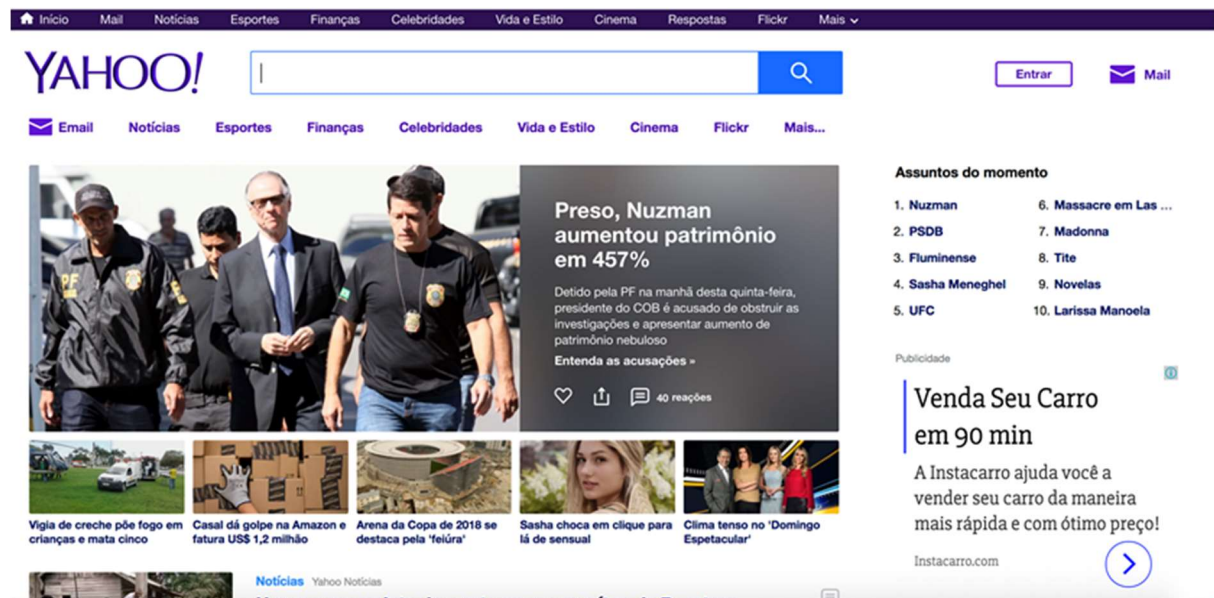 Início Mail Notícias Esportes Finanças Celebridades Vida e Estilo Cinema Respostas Flickr Mais
YAHOO!
Entrar Mail
Email Notícias Esportes Finanças Celebridades Vida e Estilo Cinema Flickr Mais...
PF
Preso, Nuzman
aumentou patrimônio
em 457%
Detido pela PF na manhã desta quinta-feira,
presidente do COB é acusado de obstruir as
investigações e apresentar aumento de
patrimônio nebuloso
Entenda as acusações »
40 reações
Vigia de creche põe fogo em
crianças e mata cinco
Casal dá golpe na Amazon e
fatura US$ 1,2 milhão
Arena da Copa de 2018 se
destaca pela 'feiúra'
Sasha choca em clique para
lá de sensual
Clima tenso no 'Domingo
Espetacular'
Notícias Yahoo Notícias
Assuntos do momento
1. Nuzman
2. PSDB
3. Fluminense
4. Sasha Meneghel
5. UFC
6. Massacre em Las ...
7. Madonna
8. Tite
9. Novelas
10. Larissa Manoela
Publicidade
Venda Seu Carro
em 90 min
A Instacarro ajuda você a
vender seu carro da maneira
mais rápida e com ótimo preço!
Instacarro.com